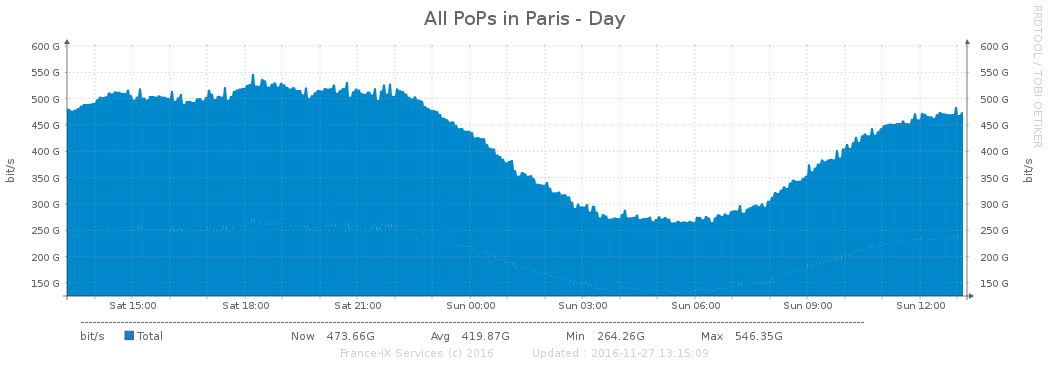 All PoPs in Paris - Day
RRDTOOL / TOBI OETIKER
600 G 600 G
550 G 550 G
500 G 500 G
450 G 450 G
400 G 400 G
350 G 350 G
300 G 300 G
250 G 250 G
200 G 200 G
150 G 150 G
bit/s bit/s
Sat 15:00 Sat 18:00 Sat 21:00 Sun 00:00 Sun 03:00 Sun 06:00 Sun 09:00 Sun 12:00
bit/s Total Now 473.66G Avg 419.87G Min 264.26G Max 546.35G
France-IX Services (c) 2016 Updated : 2016-11-27 13:15:09